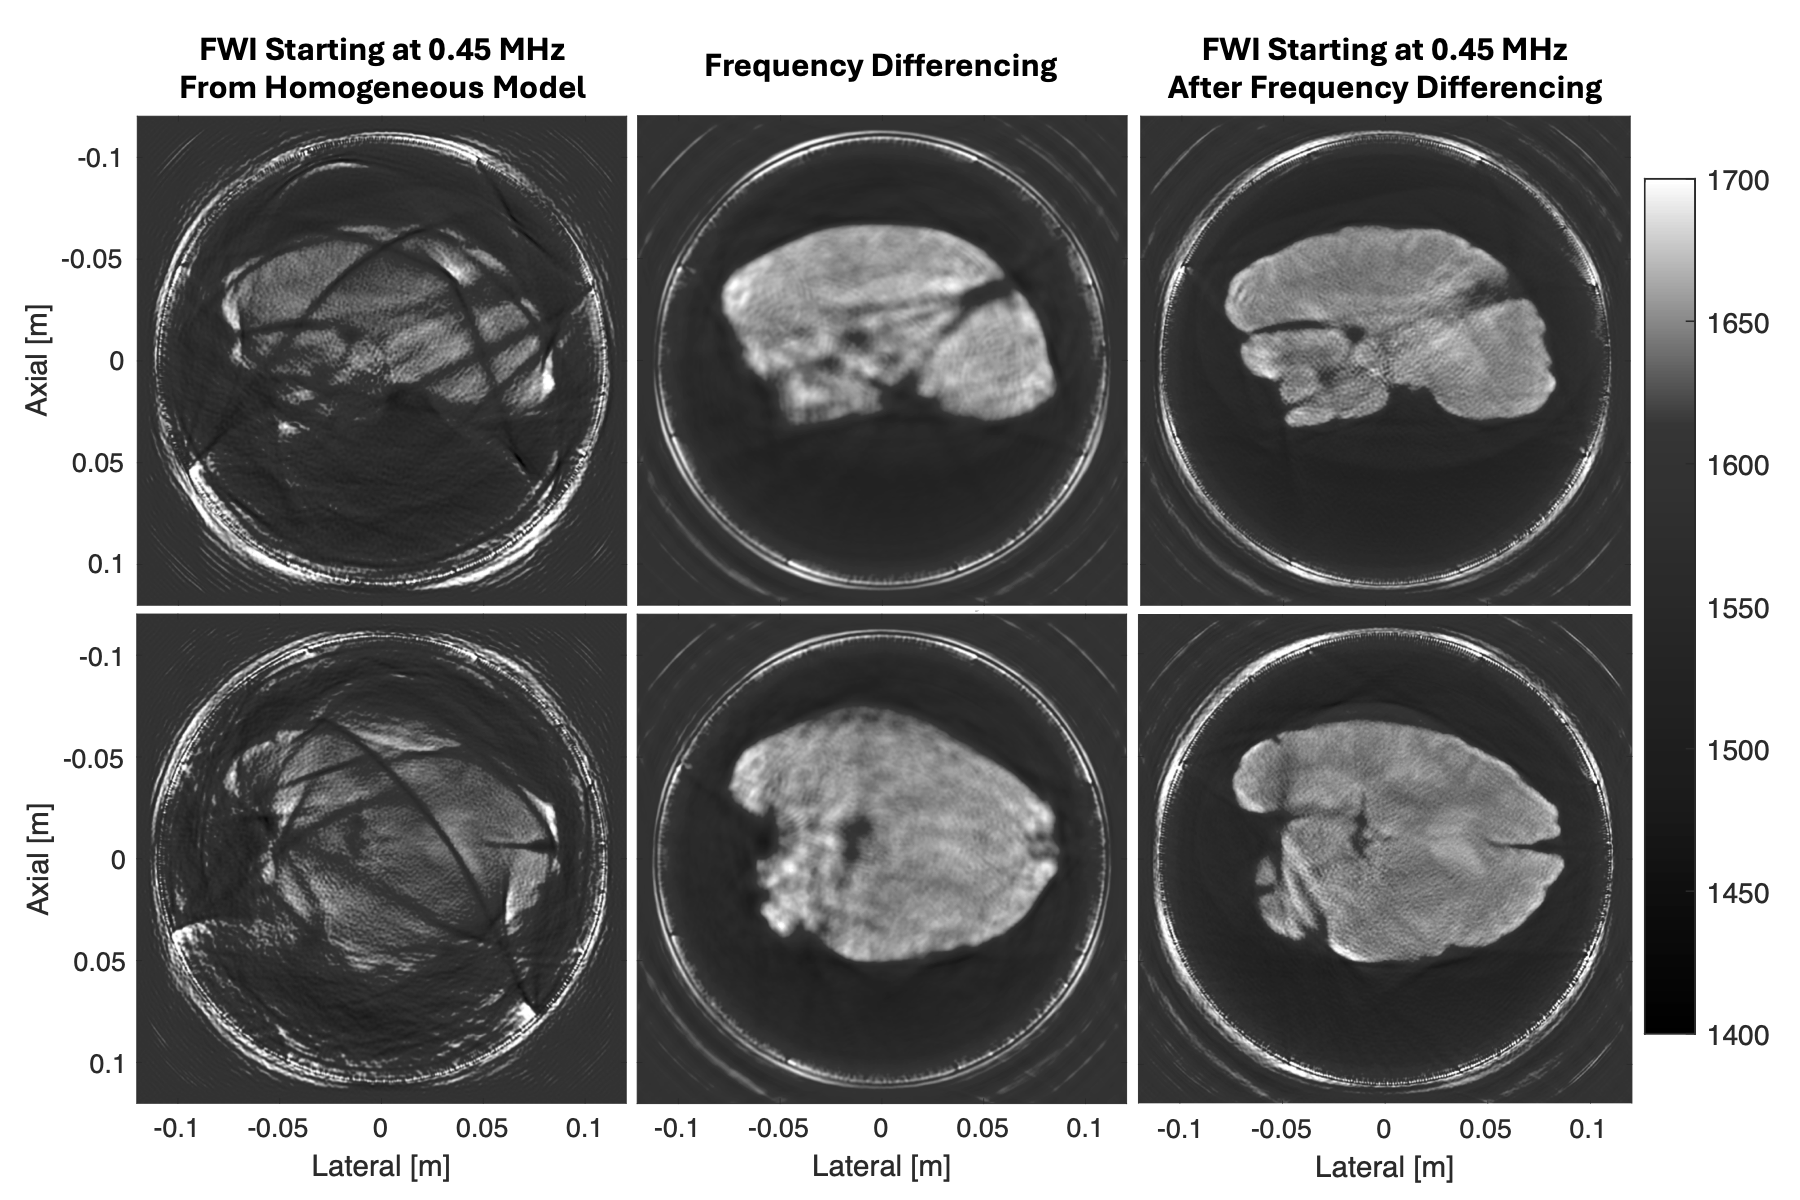 FWI Starting at 0.45 MHz
From Homogeneous Model
Frequency Differencing
FWI Starting at 0.45 MHz
After Frequency Differencing
-0.1
-0.05
0
0.05
0.1
Axial [m]
1700
1650
1600
1550
1500
1450
1400
-0.1
-0.05
0
0.05
0.1
Axial [m]
-0.1 -0.05 0 0.05 0.1
Lateral [m]
-0.1 -0.05 0 0.05 0.1
Lateral [m]
-0.1 -0.05 0 0.05 0.1
Lateral [m]